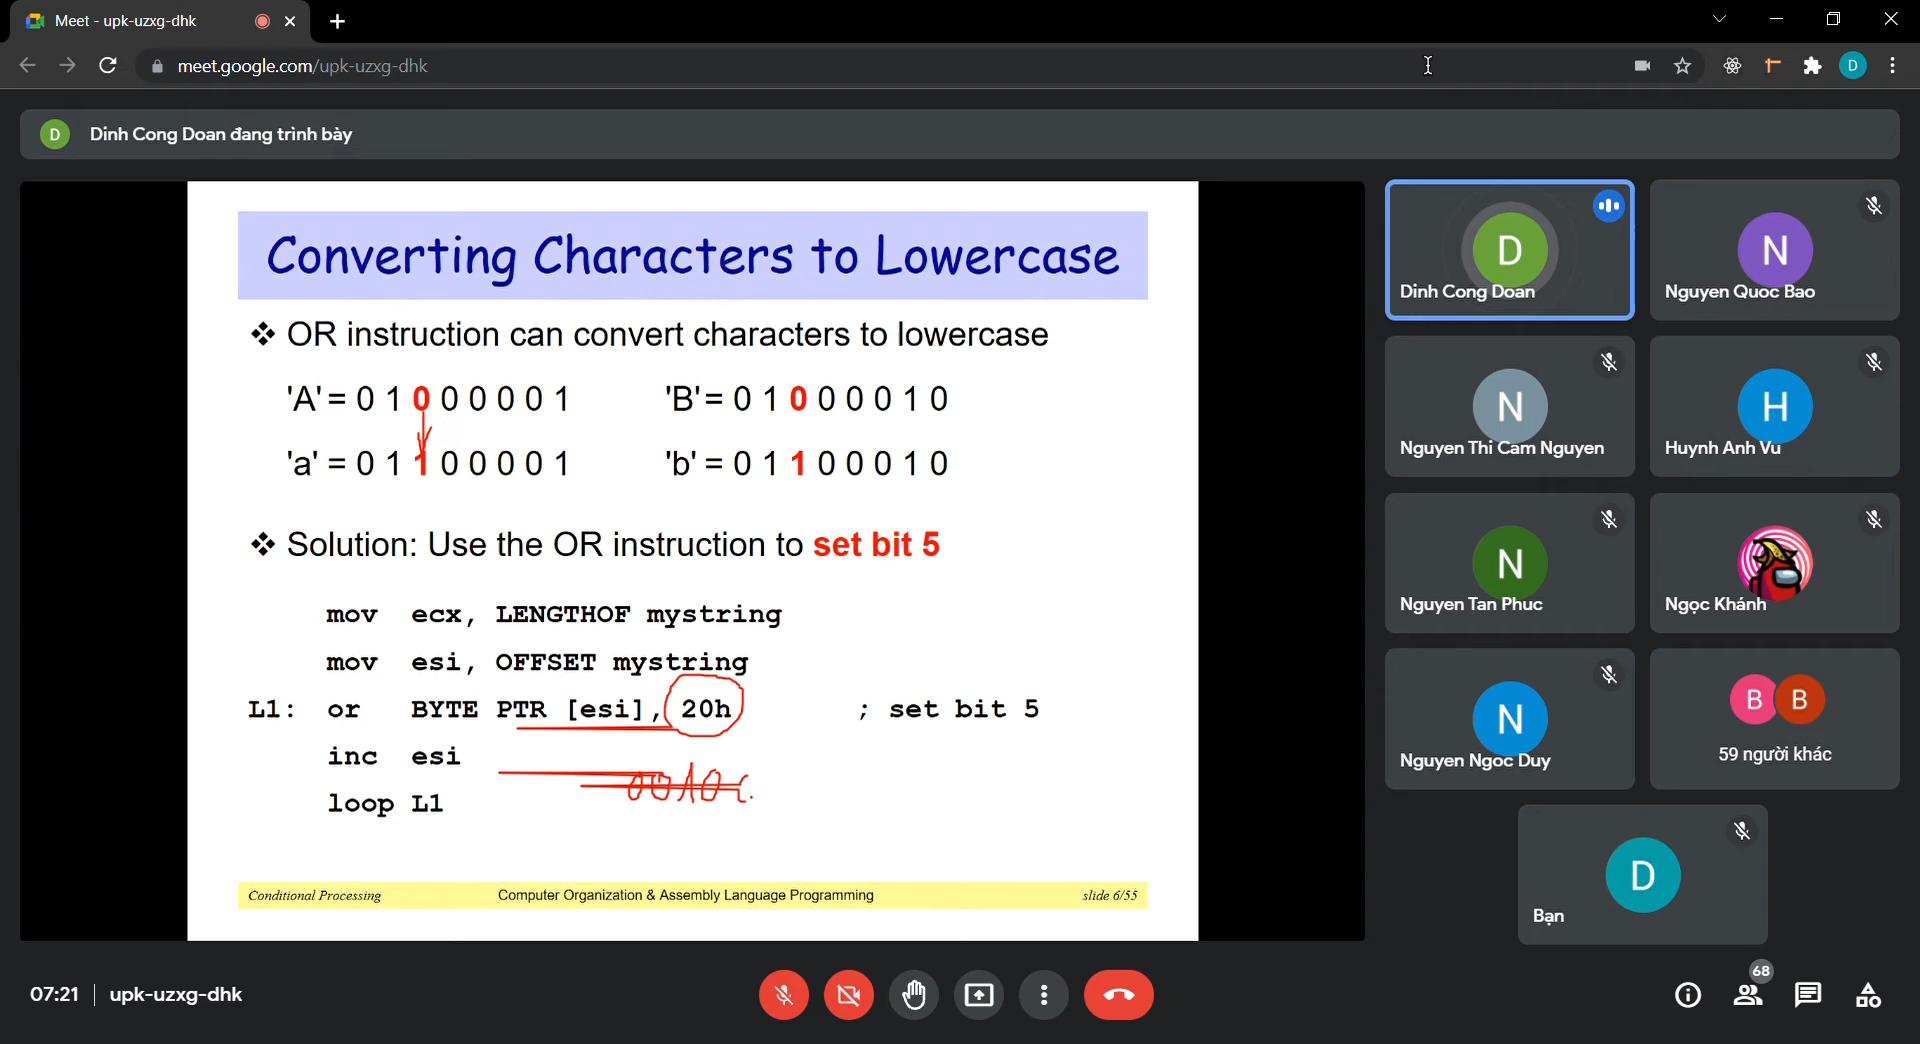 Meet - upk-uzxg-dhk
meet.google.com/upk-uzxg-dhk
D
D
Dinh Cong Doan đang trình bày
Converting Characters to Lowercase
❖ OR instruction can convert characters to lowercase
'A' = 0 1 0 0 0 0 0 1 'B' = 0 1 0 0 0 0 1 0
'a' = 0 1 1 0 0 0 0 1 'b' = 0 1 1 0 0 0 1 0
❖ Solution: Use the OR instruction to set bit 5
mov ecx, LENGTHOF mystring
mov esi, OFFSET mystring
L1: or BYTE PTR [esi], 20h ; set bit 5
inc esi
loop L1
Conditional Processing Computer Organization & Assembly Language Programming slide 6/55
D
Dinh Cong Doan
N
Nguyen Quoc Bao
N
Nguyen Thi Cam Nguyen
H
Huynh Anh Vu
N
Nguyen Tan Phuc
Ngọc Khánh
N
Nguyen Ngoc Duy
B B
59 người khác
D
Bạn
07:21 | upk-uzxg-dhk
68